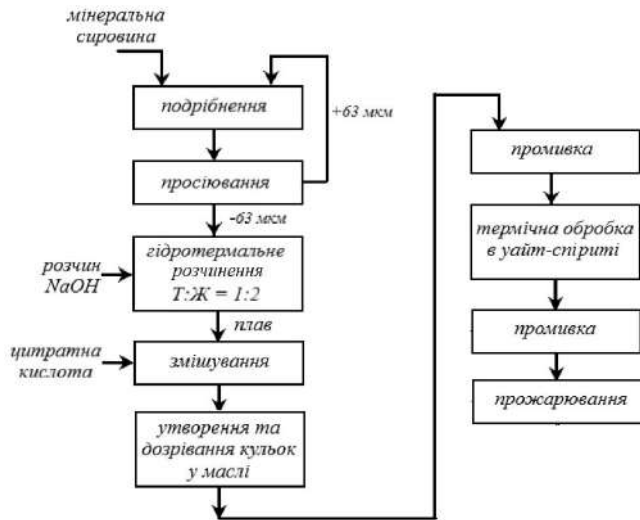 мінеральна
сировина
подрібнення
+63 мкм
просіювання
-63 мкм
розчин
NaOH
гідротермальне
розчинення
Т:Ж = 1:2
плав
цитратна
кислота
змішування
утворення та
дозрівання кульок
у маслі
промивка
термічна обробка
в уайт-спириті
промивка
прожарювання